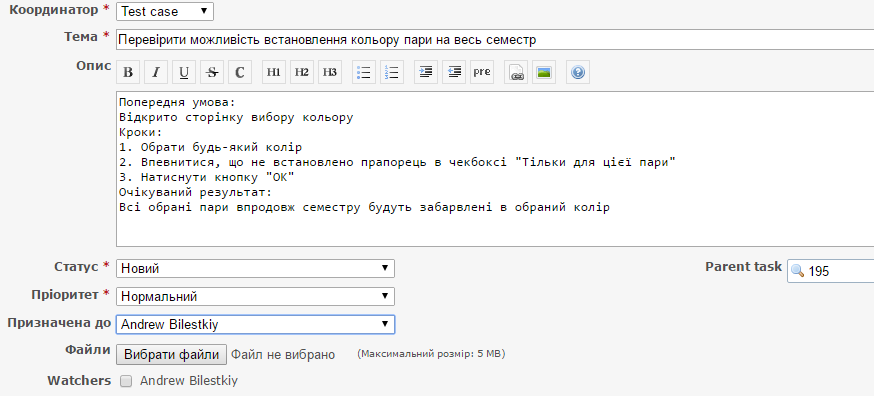 Координатор * Test case
Тема * Перевірити можливість встановлення кольору пари на весь семестр
Опис B I U S C H1 H2 H3 pre
Попередня умова:
Відкрито сторінку вибору кольору
Кроки:
1. Обрати будь-який колір
2. Впевнитися, що не встановлено прапорець в чекбоксі "Тільки для цієї пари"
3. Натиснути кнопку "ОК"
Очікуваний результат:
Всі обрані пари впродовж семестру будуть забарвлені в обраний колір
Статус * Новий Parent task 195
Пріоритет * Нормальний
Призначена до Andrew Bilestkiy
Файли Вибрати файли Файл не вибрано (Максимальний розмір: 5 MB)
Watchers Andrew Bilestkiy